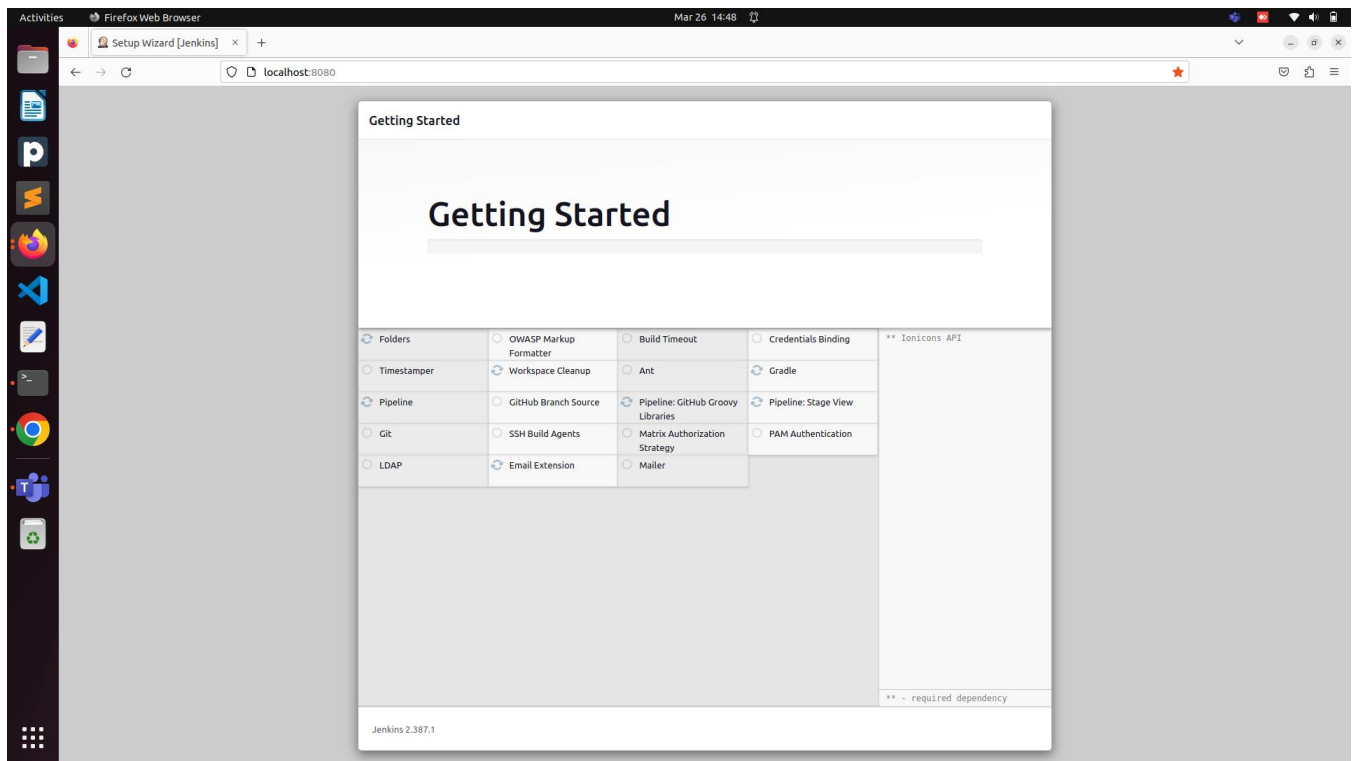 Activities Firefox Web Browser Mar 26 14:48
Setup Wizard [Jenkins]
localhost:8080
Getting Started
Getting Started
Folders OWASP Markup Formatter Build Timeout Credentials Binding ** Ionicons API
Timestamper Workspace Cleanup Ant Gradle
Pipeline GitHub Branch Source Pipeline: GitHub Groovy Libraries Pipeline: Stage View
Git SSH Build Agents Matrix Authorization Strategy PAM Authentication
LDAP Email Extension Mailer
** - required dependency
Jenkins 2.387.1